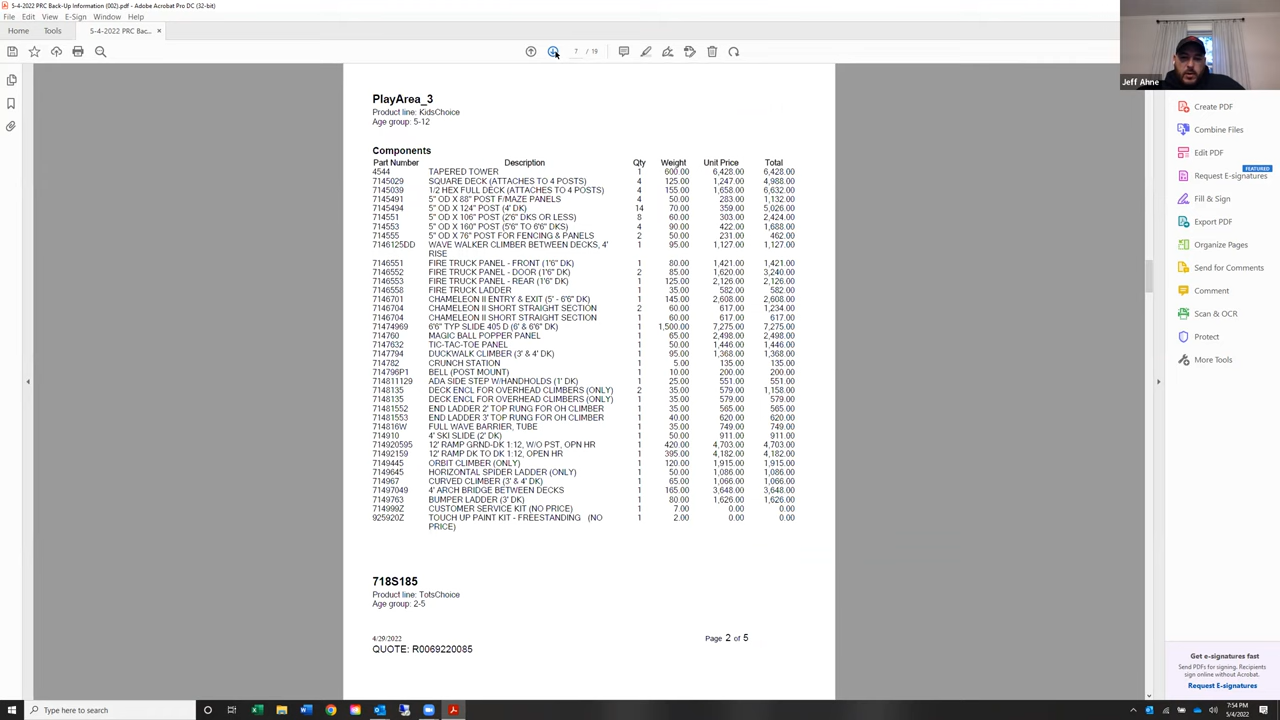 5-4-2022 PRC Back-Up Information (002).pdf - Adobe Acrobat Pro DC (32-bit)
File Edit View E-Sign Window Help
Home Tools 5-4-2022 PRC Bac... ×
7 / 19
Jeff Ahne
PlayArea_3
Product line: KidsChoice
Age group: 5-12
Components
Part Number Description Qty Weight Unit Price Total
4544 TAPERED TOWER 1 600.00 6,428.00 6,428.00
7145029 SQUARE DECK (ATTACHES TO 4 POSTS) 4 125.00 1,247.00 4,988.00
7145039 1/2 HEX FULL DECK (ATTACHES TO 4 POSTS) 4 155.00 1,658.00 6,632.00
7145491 5" OD X 88" POST F/MAZE PANELS 4 50.00 283.00 1,132.00
7145494 5" OD X 124" POST (4' DK) 14 70.00 359.00 5,026.00
714551 5" OD X 106" POST (2'6" DKS OR LESS) 8 60.00 303.00 2,424.00
714553 5" OD X 160" POST (5'6" TO 6'6" DKS) 4 90.00 422.00 1,688.00
714555 5" OD X 76" POST FOR FENCING & PANELS 2 50.00 231.00 462.00
7146125DD WAVE WALKER CLIMBER BETWEEN DECKS, 4' 1 95.00 1,127.00 1,127.00
RISE
7146551 FIRE TRUCK PANEL - FRONT (1'6" DK) 1 80.00 1,421.00 1,421.00
7146552 FIRE TRUCK PANEL - DOOR (1'6" DK) 2 85.00 1,620.00 3,240.00
7146553 FIRE TRUCK PANEL - REAR (1'6" DK) 1 125.00 2,126.00 2,126.00
7146558 FIRE TRUCK LADDER 1 35.00 582.00 582.00
7146701 CHAMELEON II ENTRY & EXIT (5' - 6'6" DK) 1 145.00 2,608.00 2,608.00
7146704 CHAMELEON II SHORT STRAIGHT SECTION 2 60.00 617.00 1,234.00
7146704 CHAMELEON II SHORT STRAIGHT SECTION 1 60.00 617.00 617.00
71474969 6'6" TYP SLIDE 405 D (6' & 6'6" DK) 1 1,500.00 7,275.00 7,275.00
714760 MAGIC BALL POPPER PANEL 1 65.00 2,498.00 2,498.00
7147632 TIC-TAC-TOE PANEL 1 50.00 1,446.00 1,446.00
7147794 DUCKWALK CLIMBER (3' & 4' DK) 1 95.00 1,368.00 1,368.00
714782 CRUNCH STATION 1 5.00 135.00 135.00
714796P1 BELL (POST MOUNT) 1 10.00 200.00 200.00
714811129 ADA SIDE STEP W/HANDHOLDS (1' DK) 1 25.00 551.00 551.00
7148135 DECK ENCL FOR OVERHEAD CLIMBERS (ONLY) 2 35.00 579.00 1,158.00
7148135 DECK ENCL FOR OVERHEAD CLIMBERS (ONLY) 1 35.00 579.00 579.00
71481552 END LADDER 2' TOP RUNG FOR OH CLIMBER 1 35.00 565.00 565.00
71481553 END LADDER 3' TOP RUNG FOR OH CLIMBER 1 40.00 620.00 620.00
714816W FULL WAVE BARRIER, TUBE 1 35.00 749.00 749.00
714910 4' SKI SLIDE (2' DK) 1 50.00 911.00 911.00
714920595 12' RAMP GRND-DK 1:12, W/O PST, OPN HR 1 420.00 4,703.00 4,703.00
71492159 12' RAMP DK TO DK 1:12, OPEN HR 1 395.00 4,182.00 4,182.00
7149445 ORBIT CLIMBER (ONLY) 1 120.00 1,915.00 1,915.00
7149645 HORIZONTAL SPIDER LADDER (ONLY) 1 35.00 1,086.00 1,086.00
714967 CURVED CLIMBER (3' & 4' DK) 1 65.00 1,066.00 1,066.00
71497049 4' ARCH BRIDGE BETWEEN DECKS 1 165.00 3,648.00 3,648.00
7149763 BUMPER LADDER (3' DK) 1 80.00 1,626.00 1,626.00
714999Z CUSTOMER SERVICE KIT (NO PRICE) 1 7.00 0.00 0.00
925920Z TOUCH UP PAINT KIT - FREESTANDING (NO 1 2.00 0.00 0.00
PRICE)
718S185
Product line: TotsChoice
Age group: 2-5
4/29/2022 Page 2 of 5
QUOTE: R0069220085
Create PDF
Combine Files
Edit PDF
FEATURED
Request E-signatures
Fill & Sign
Export PDF
Organize Pages
Send for Comments
Comment
Scan & OCR
Protect
More Tools
Get e-signatures fast
Send PDFs for signing. Recipients
sign online without Acrobat.
Request E-Signatures
Type here to search
7:54 PM
5/4/2022